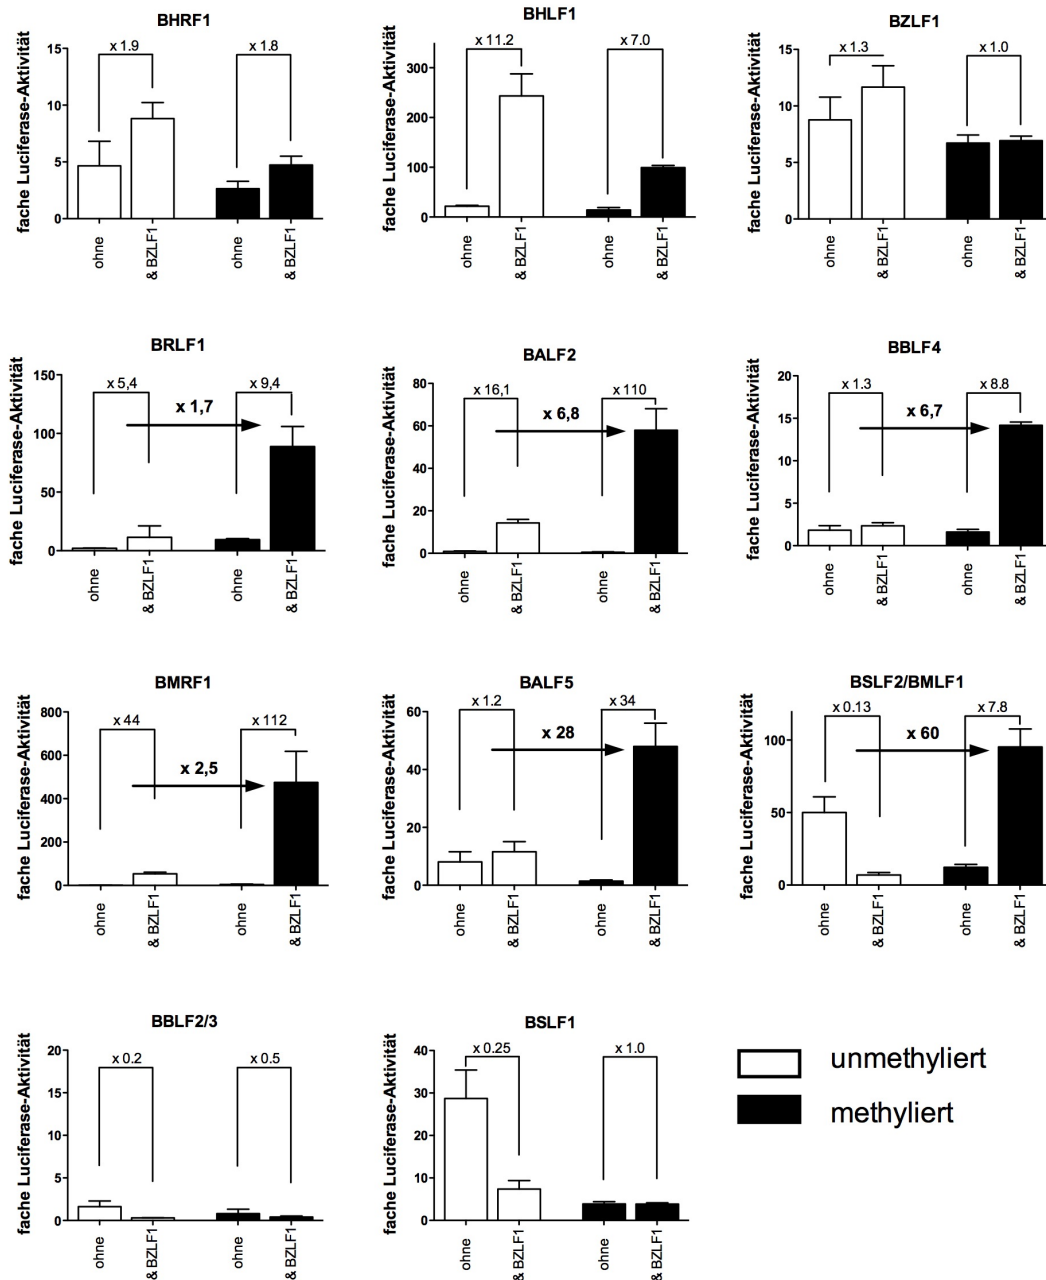 BHRF1
fache Luciferase-Aktivität
15
10
5
0
x 1.9
x 1.8
ohne
& BZLF1
ohne
& BZLF1
BHLF1
fache Luciferase-Aktivität
300
200
100
0
x 11.2
x 7.0
ohne
& BZLF1
ohne
& BZLF1
BZLF1
fache Luciferase-Aktivität
15
10
5
0
x 1.3
x 1.0
ohne
& BZLF1
ohne
& BZLF1
BRLF1
fache Luciferase-Aktivität
150
100
50
0
x 5,4
x 9,4
x 1,7
ohne
& BZLF1
ohne
& BZLF1
BALF2
fache Luciferase-Aktivität
80
60
40
20
0
x 16,1
x 110
x 6,8
ohne
& BZLF1
ohne
& BZLF1
BBLF4
fache Luciferase-Aktivität
20
15
10
5
0
x 1.3
x 8.8
x 6,7
ohne
& BZLF1
ohne
& BZLF1
BMRF1
fache Luciferase-Aktivität
800
600
400
200
0
x 44
x 112
x 2,5
ohne
& BZLF1
ohne
& BZLF1
BALF5
fache Luciferase-Aktivität
60
40
20
0
x 1.2
x 34
x 28
ohne
& BZLF1
ohne
& BZLF1
BSLF2/BMLF1
fache Luciferase-Aktivität
100
50
0
x 0.13
x 7.8
x 60
ohne
& BZLF1
ohne
& BZLF1
BBLF2/3
fache Luciferase-Aktivität
20
15
10
5
0
x 0.2
x 0.5
ohne
& BZLF1
ohne
& BZLF1
BSLF1
fache Luciferase-Aktivität
40
30
20
10
0
x 0.25
x 1.0
ohne
& BZLF1
ohne
& BZLF1
unmethyliert
methyliert